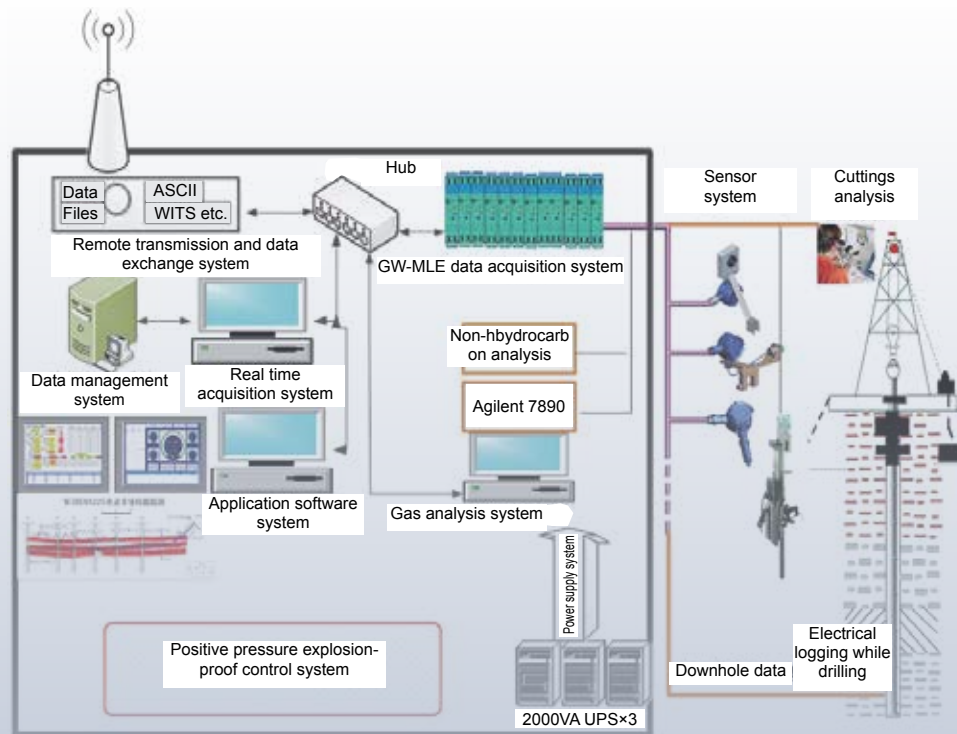 Hub
Sensor
system
Cuttings
analysis
Data
Files
ASCII
WITS etc.
Remote transmission and data
exchange system
GW-MLE data acquisition system
Non-hbydrocarb
on analysis
Agilent 7890
Data management
system
Real time
acquisition system
Application software
system
Gas analysis system
Power supply system
Positive pressure explosion-
proof control system
2000VA UPS×3
Downhole data
Electrical
logging while
drilling